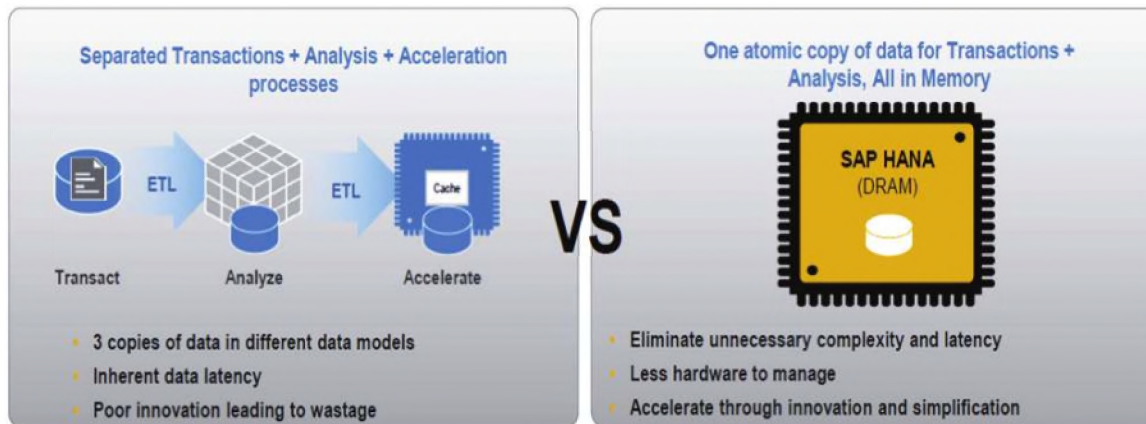 Separated Transactions + Analysis + Acceleration
processes
ETL
ETL
Cache
Transact
Analyze
Accelerate
• 3 copies of data in different data models
• Inherent data latency
• Poor innovation leading to wastage
VS
One atomic copy of data for Transactions +
Analysis, All in Memory
SAP HANA
(DRAM)
• Eliminate unnecessary complexity and latency
• Less hardware to manage
• Accelerate through innovation and simplification